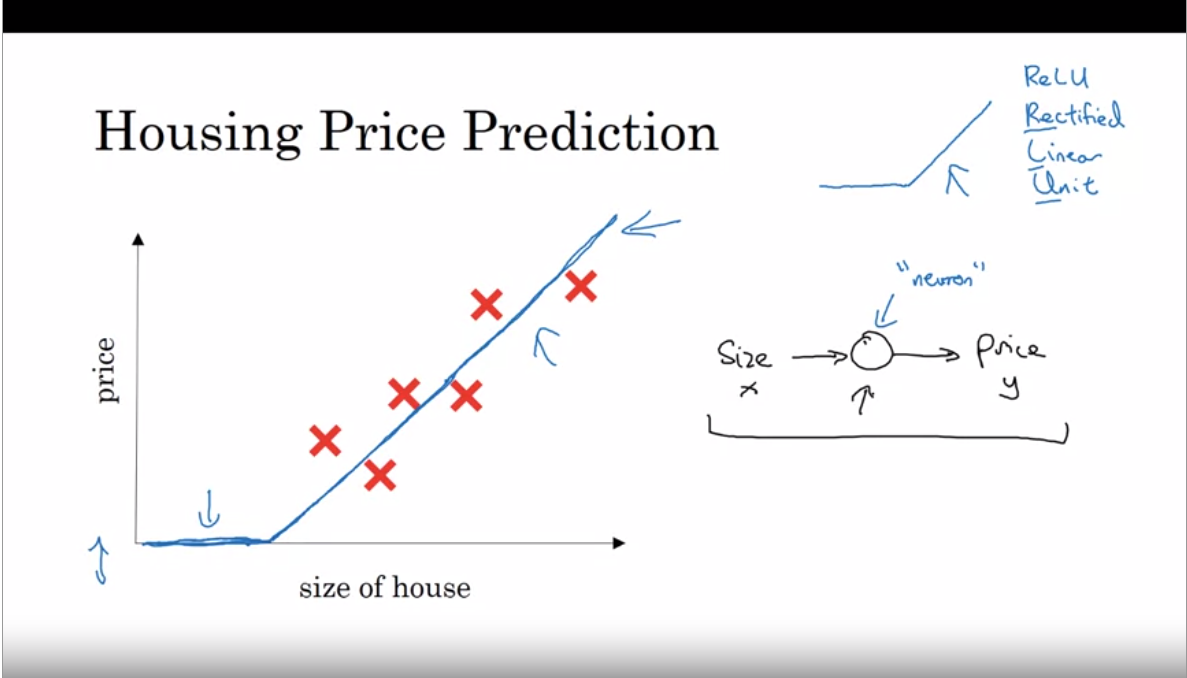 Housing Price Prediction
ReLU
Rectified
Linear
Unit
price
size of house
"neuron"
Size
x
Price
y